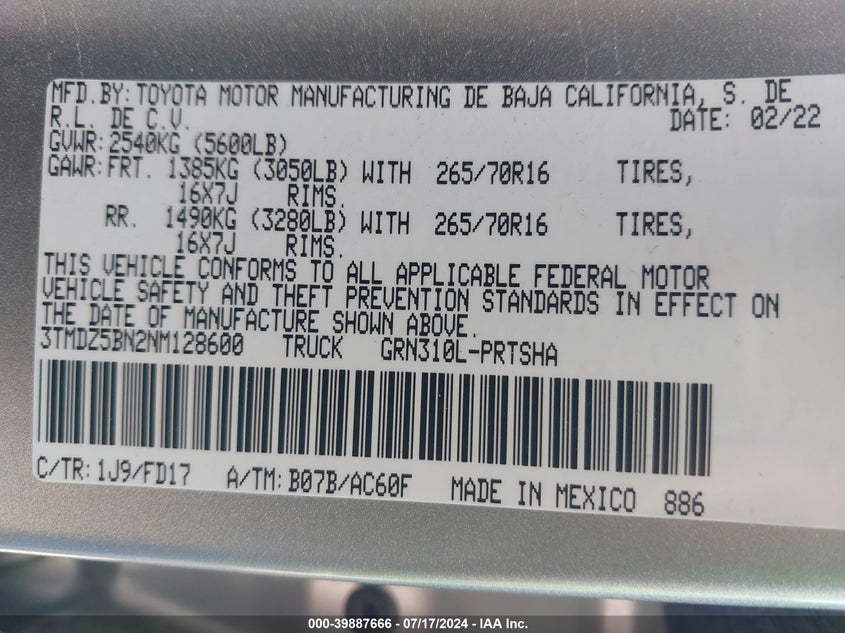 MFD.BY: TOYOTA MOTOR MANUFACTURING DE BAJA CALIFORNIA, S. DE
R.L. DE C.V. DATE: 02/22
GVWR: 2540KG (5600LB)
GAWR: FRT. 1385KG (3050LB) WITH 265/70R16 TIRES,
16X7J RIMS.
RR. 1490KG (3280LB) WITH 265/70R16 TIRES,
16X7J RIMS.
THIS VEHICLE CONFORMS TO ALL APPLICABLE FEDERAL MOTOR
VEHICLE SAFETY AND THEFT PREVENTION STANDARDS IN EFFECT ON
THE DATE OF MANUFACTURE SHOWN ABOVE.
3TMDZ5BN2NM128600 TRUCK GRN310L-PRTSHA
C/TR: 1J9/FD17 A/TM: B07B/AC60F MADE IN MEXICO 886
000-39887666 - 07/17/2024 - IAA Inc.